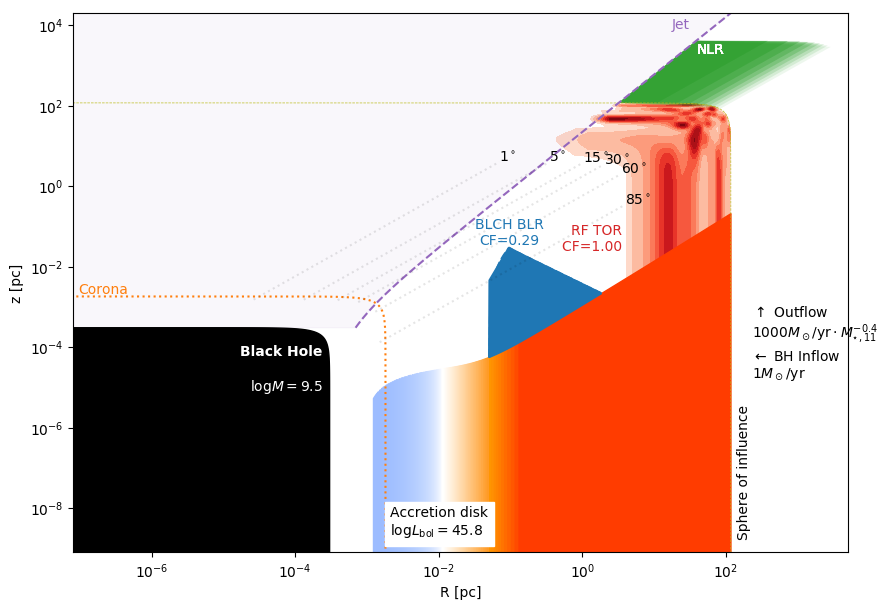 Jet
NLR
1°
5°
15°
30°
60°
85°
BLCH BLR
CF=0.29
RF TOR
CF=1.00
Corona
Black Hole
logM = 9.5
↑ Outflow
1000M⊙/yr · M•,11^−0.4
← BH Inflow
1M⊙/yr
Sphere of influence
Accretion disk
logLbol = 45.8
z [pc]
10^4
10^2
10^0
10^−2
10^−4
10^−6
10^−8
10^−6
10^−4
10^−2
10^0
10^2
R [pc]